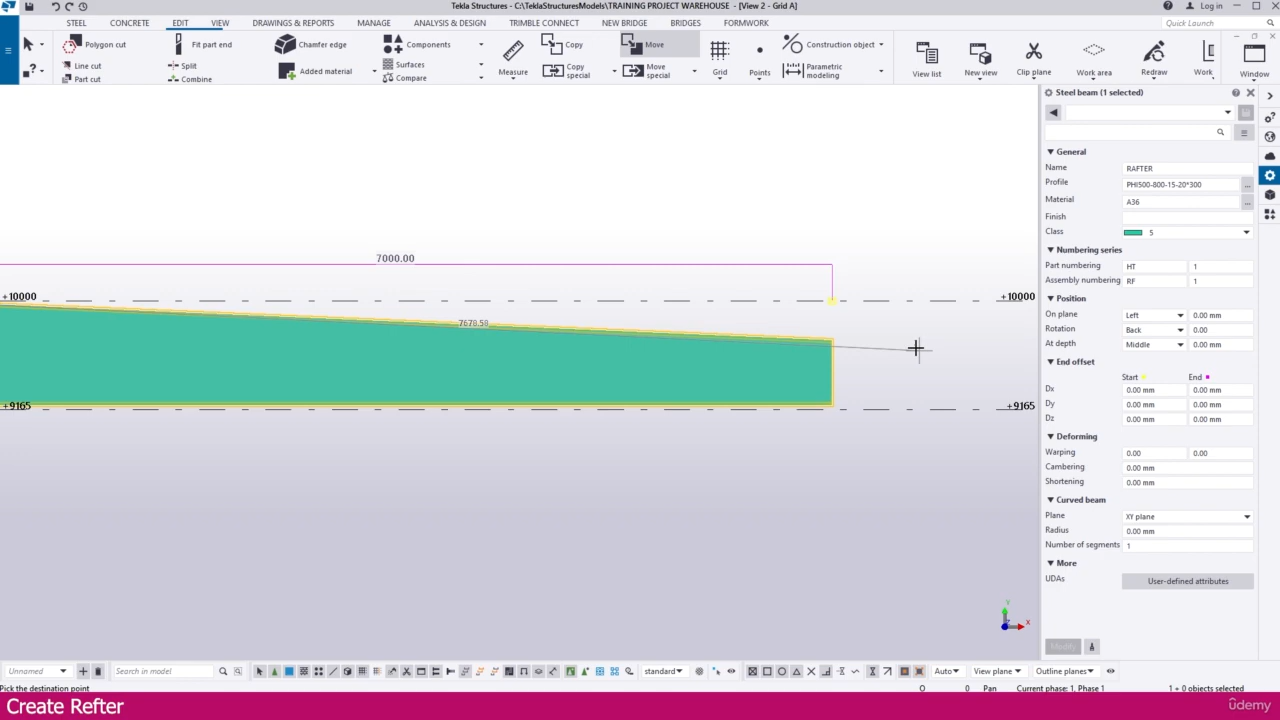 Tekla Structures - C:\TeklaStructuresModels\TRAINING PROJECT WAREHOUSE - [View 2 - Grid A]
Log in
STEEL CONCRETE EDIT VIEW DRAWINGS & REPORTS MANAGE ANALYSIS & DESIGN TRIMBLE CONNECT NEW BRIDGE BRIDGES FORMWORK
Quick Launch
Polygon cut Fit part end Chamfer edge Components Copy Move Construction object
Line cut Split Added material Surfaces Measure Copy special Move special Grid Points Parametric modeling View list New view Clip plane Work area Redraw Work Window
Part cut Combine Compare
Steel beam (1 selected)
General
Name RAFTER
Profile PHI500-800-15-20*300
Material A36
Finish
Class 5
Numbering series
Part numbering HT 1
Assembly numbering RF 1
Position
On plane Left 0.00 mm
Rotation Back 0.00
At depth Middle 0.00 mm
End offset
Start End
Dx 0.00 mm 0.00 mm
Dy 0.00 mm 0.00 mm
Dz 0.00 mm 0.00 mm
Deforming
Warping 0.00 0.00
Cambering 0.00 mm
Shortening 0.00 mm
Curved beam
Plane XY plane
Radius 0.00 mm
Number of segments 1
More
UDAs User-defined attributes
Modify
7000.00
+10000 +10000
7678.58
+9165 +9165
Y
X
Unnamed Search in model standard Auto View plane Outline planes
Pick the destination point O 0 Pan Current phase: 1, Phase 1 1 + 0 objects selected
Create Refter
ûdemy